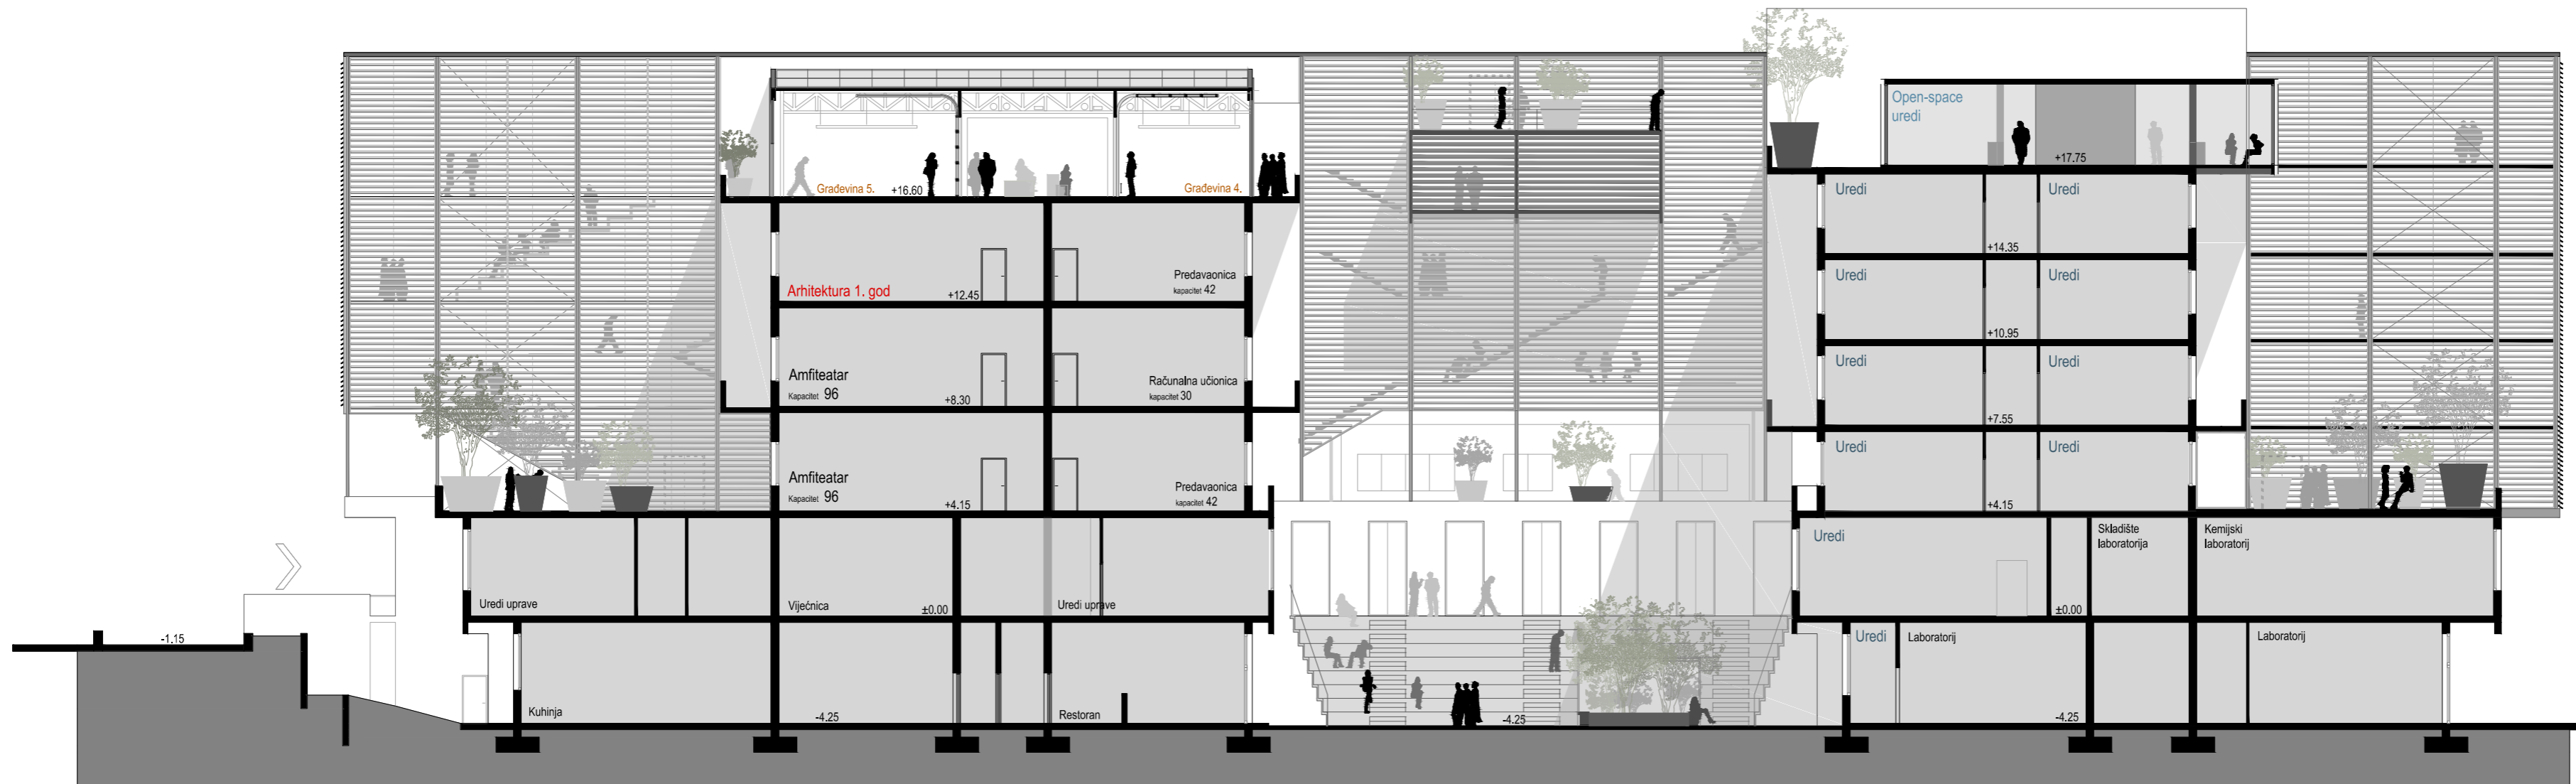 Open-space
uredi
+17.75
Građevina 5.
+16.60
Građevina 4.
Uredi
Uredi
+14.35
Arhitektura 1. god
+12.45
Predavaonica
kapacitet 42
Uredi
Uredi
+10.95
Amfiteatar
Kapacitet 96
+8.30
Računalna učionica
kapacitet 30
Uredi
Uredi
+7.55
Amfiteatar
Kapacitet 96
+4.15
Predavaonica
kapacitet 42
Uredi
Uredi
+4.15
Uredi uprave
Vijećnica
±0.00
Uredi uprave
Uredi
±0.00
Skladište
laboratorija
Kemijski
laboratorij
-1.15
Kuhinja
-4.25
Restoran
-4.25
Uredi
Laboratorij
-4.25
Laboratorij